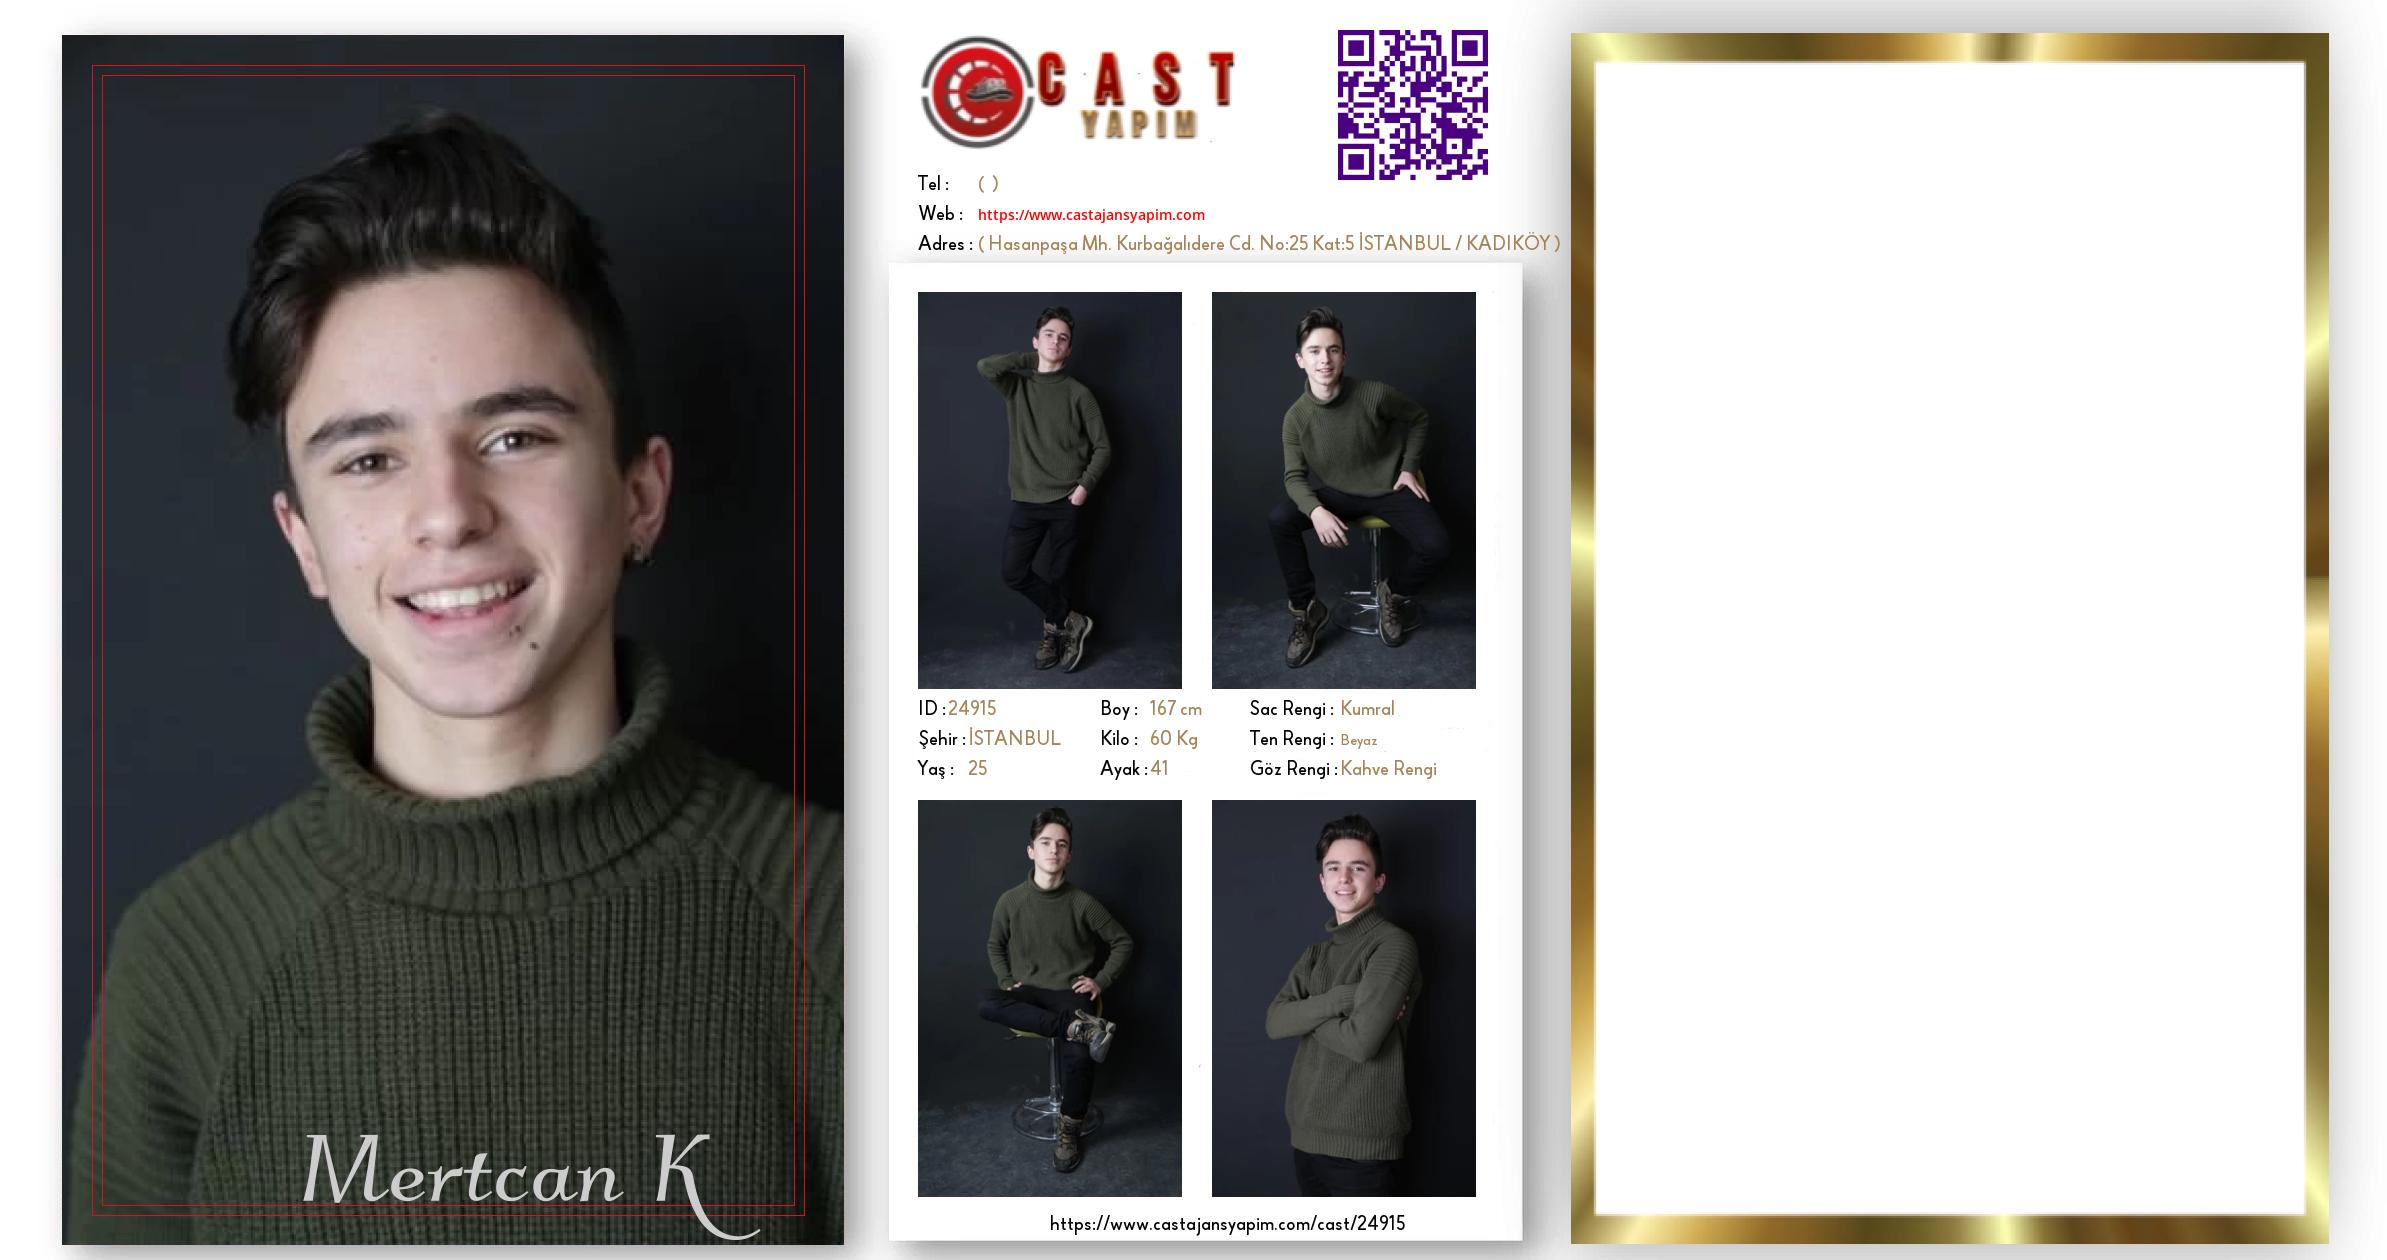 Mertcan K
CAST
YAPIM
Tel : ( )
Web : https://www.castajansyapim.com
Adres : ( Hasanpaşa Mh. Kurbağalıdere Cd. No:25 Kat:5 İSTANBUL / KADIKÖY )
ID : 24915 Boy : 167 cm Sac Rengi : Kumral
Şehir : İSTANBUL Kilo : 60 Kg Ten Rengi : Beyaz
Yaş : 25 Ayak : 41 Göz Rengi : Kahve Rengi
https://www.castajansyapim.com/cast/24915